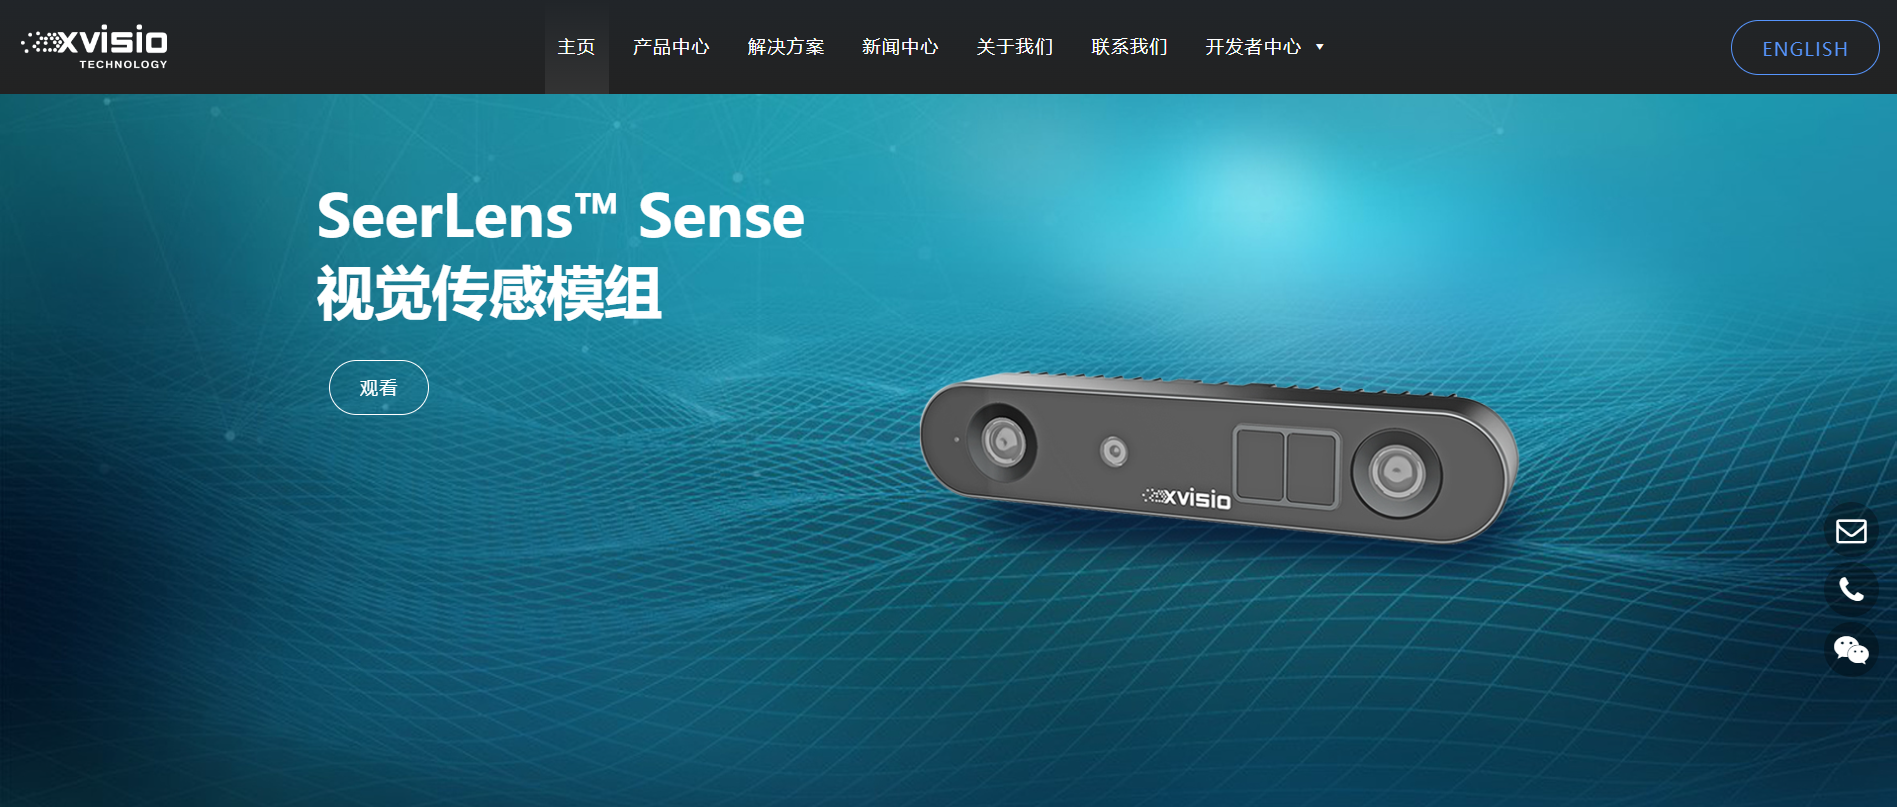 xvisio
TECHNOLOGY
主页 产品中心 解决方案 新闻中心 关于我们 联系我们 开发者中心
ENGLISH
SeerLens™ Sense
视觉传感模组
观看
xvisio